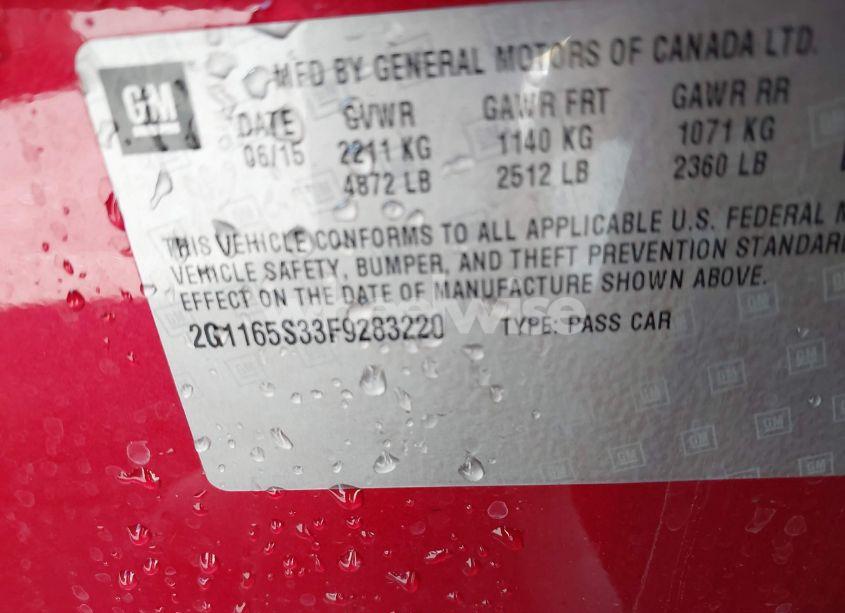 GM
MFD BY GENERAL MOTORS OF CANADA LTD.
DATE GVWR GAWR FRT GAWR RR
06/15 2211 KG 1140 KG 1071 KG
4872 LB 2512 LB 2360 LB
THIS VEHICLE CONFORMS TO ALL APPLICABLE U.S. FEDERAL M
VEHICLE SAFETY, BUMPER, AND THEFT PREVENTION STANDARD
EFFECT ON THE DATE OF MANUFACTURE SHOWN ABOVE.
2G1165S33F9283220 TYPE: PASS CAR